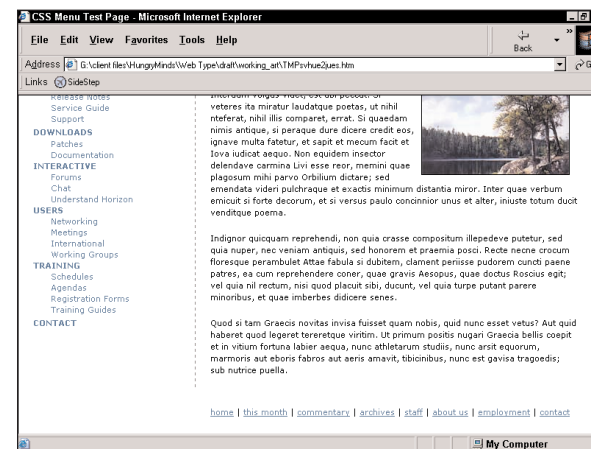 CSS Menu Test Page - Microsoft Internet Explorer
File Edit View Favorites Tools Help
Back
»
Address G:\client files\HungryMinds\Web Type\draft\working_art\TMPsvhue2jues.htm
G
Links SideStep
Release Notes
Service Guide
Support
DOWNLOADS
Patches
Documentation
INTERACTIVE
Forums
Chat
Understand Horizon
USERS
Networking
Meetings
International
Working Groups
TRAINING
Schedules
Agendas
Registration Forms
Training Guides
CONTACT
Interdum volgus videt, est ubi peccat. Si
veteres ita miratur laudatque poetas, ut nihil
nteferat, nihil illis comparet, errat. Si quaedam
nimis antique, si peraque dure dicere credit eos,
ignave multa fatetur, et sapit et mecum facit et
Iova iudicat aequo. Non equidem insector
delendave carmina Livi esse reor, memini quae
plagosum mihi parvo Orbilium dictare; sed
emendata videri pulchraque et exactis minimum distantia miror. Inter quae verbum
emicuit si forte decorum, et si versus paulo concinnior unus et alter, iniuste totum ducit
venditque poema.
Indignor quicquam reprehendi, non quia crasse compositum illepedeve putetur, sed
quia nuper, nec veniam antiquis, sed honorem et praemia posci. Recte necne crocum
floresque perambulet Attae fabula si dubitem, clament periisse pudorem cuncti paene
patres, ea cum reprehendere coner, quae gravis Aesopus, quae doctus Roscius egit;
vel quia nil rectum, nisi quod placuit sibi, ducunt, vel quia turpe putant parere
minoribus, et quae imberbes didicere senes.
Quod si tam Graecis novitas invisa fuisset quam nobis, quid nunc esset vetus? Aut quid
haberet quod legeret tereretque viritim. Ut primum positis nugari Graecia bellis coepit
et in vitium fortuna labier aequa, nunc athletarum studiis, nunc arsit equorum,
marmoris aut eboris fabros aut aeris amavit, tibicinibus, nunc est gavisa tragoedis;
sub nutrice puella.
home | this month | commentary | archives | staff | about us | employment | contact
My Computer